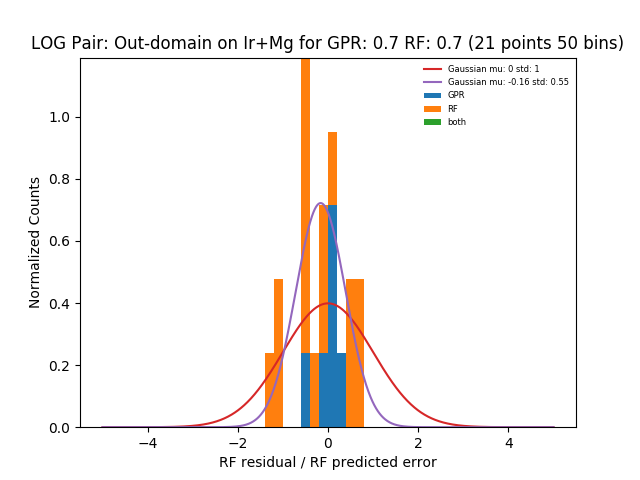 LOG Pair: Out-domain on Ir+Mg for GPR: 0.7 RF: 0.7 (21 points 50 bins)
Gaussian mu: 0 std: 1
Gaussian mu: -0.16 std: 0.55
GPR
RF
both
Normalized Counts
1.0
0.8
0.6
0.4
0.2
0.0
−4
−2
0
2
4
RF residual / RF predicted error